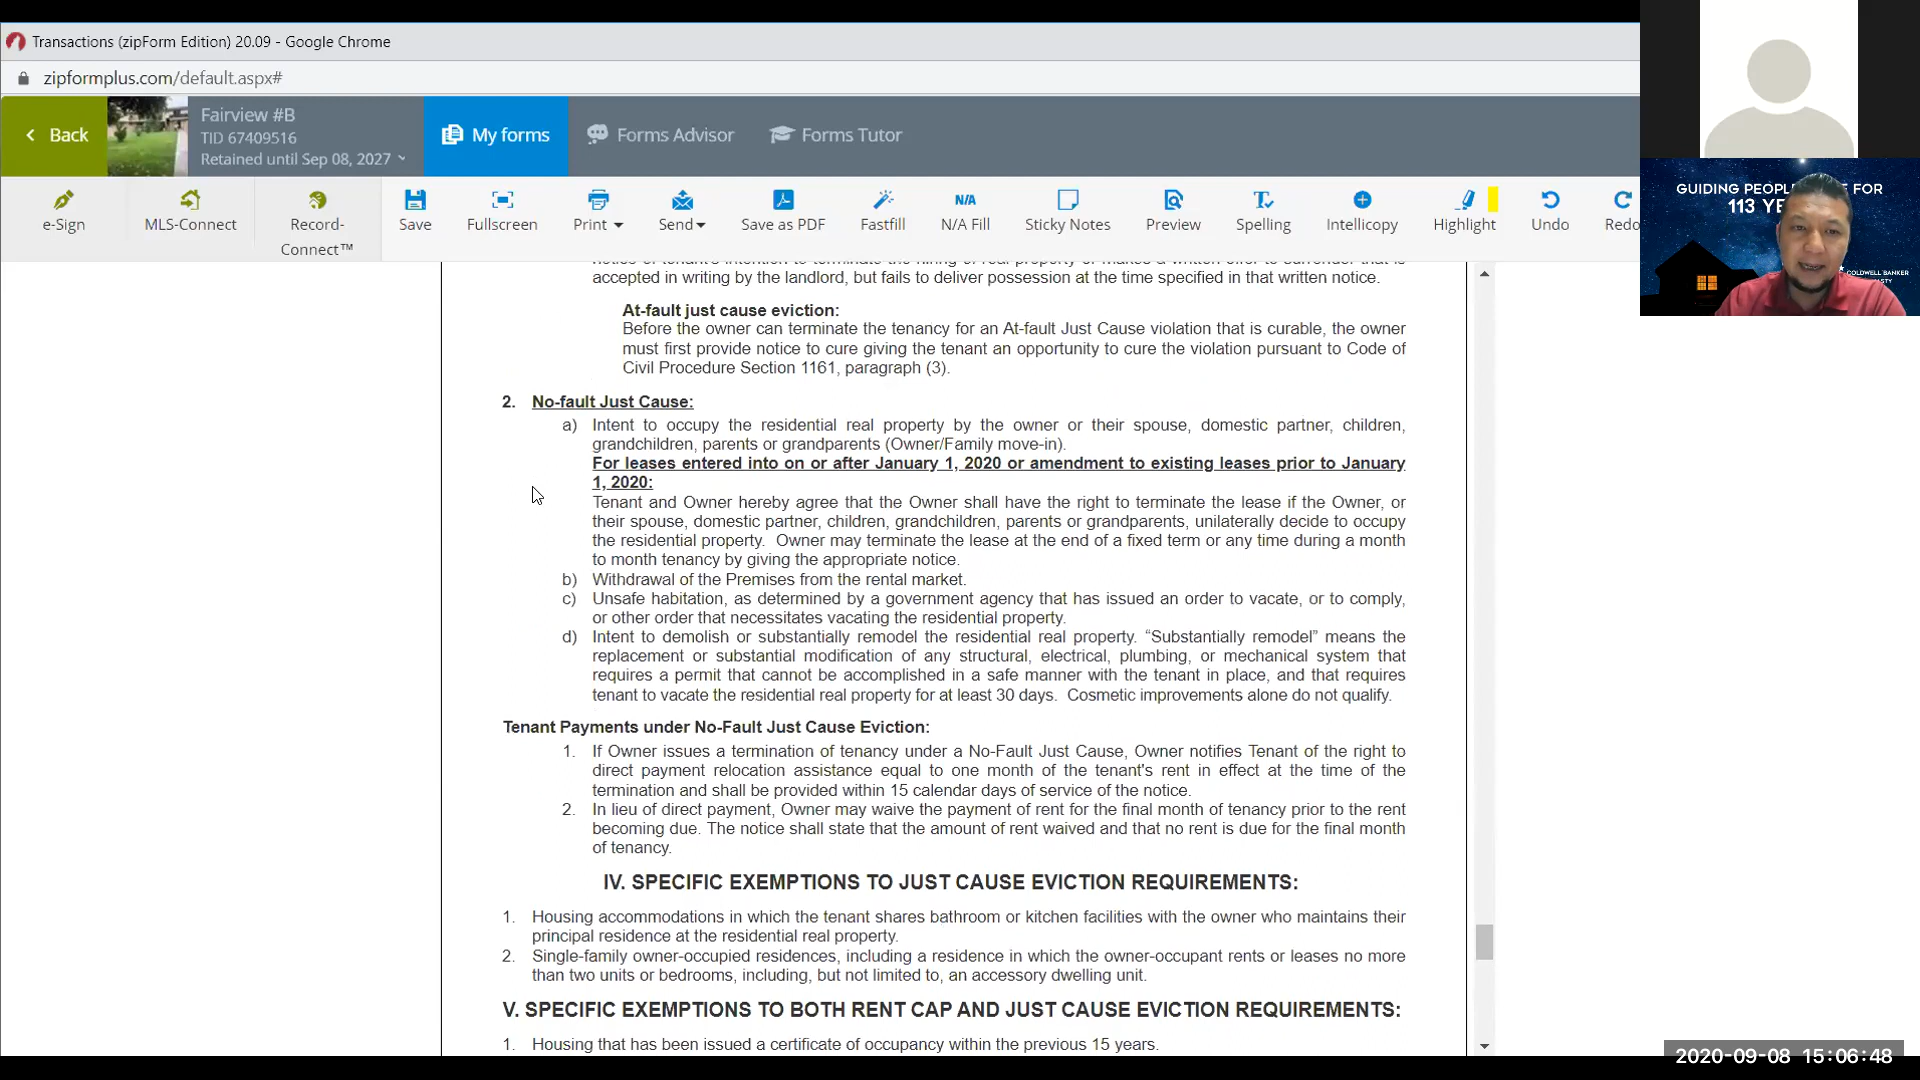 Transactions (zipForm Edition) 20.09 - Google Chrome
zipformplus.com/default.aspx#
Back
Fairview #B
TID 67409516
Retained until Sep 08, 2027
My forms
Forms Advisor
Forms Tutor
e-Sign
MLS-Connect
Record-
Connect™
Save
Fullscreen
Print
Send
Save as PDF
Fastfill
N/A
N/A Fill
Sticky Notes
Preview
Spelling
Intellicopy
Highlight
Undo
Redo
GUIDING PEOPLE
FOR
113 YE
COLDWELL BANKER
accepted in writing by the landlord, but fails to deliver possession at the time specified in that written notice.
At-fault just cause eviction:
Before the owner can terminate the tenancy for an At-fault Just Cause violation that is curable, the owner
must first provide notice to cure giving the tenant an opportunity to cure the violation pursuant to Code of
Civil Procedure Section 1161, paragraph (3).
2. No-fault Just Cause:
a) Intent to occupy the residential real property by the owner or their spouse, domestic partner, children,
grandchildren, parents or grandparents (Owner/Family move-in).
For leases entered into on or after January 1, 2020 or amendment to existing leases prior to January
1, 2020:
Tenant and Owner hereby agree that the Owner shall have the right to terminate the lease if the Owner, or
their spouse, domestic partner, children, grandchildren, parents or grandparents, unilaterally decide to occupy
the residential property. Owner may terminate the lease at the end of a fixed term or any time during a month
to month tenancy by giving the appropriate notice.
b) Withdrawal of the Premises from the rental market.
c) Unsafe habitation, as determined by a government agency that has issued an order to vacate, or to comply,
or other order that necessitates vacating the residential property.
d) Intent to demolish or substantially remodel the residential real property. “Substantially remodel” means the
replacement or substantial modification of any structural, electrical, plumbing, or mechanical system that
requires a permit that cannot be accomplished in a safe manner with the tenant in place, and that requires
tenant to vacate the residential real property for at least 30 days. Cosmetic improvements alone do not qualify.
Tenant Payments under No-Fault Just Cause Eviction:
1. If Owner issues a termination of tenancy under a No-Fault Just Cause, Owner notifies Tenant of the right to
direct payment relocation assistance equal to one month of the tenant's rent in effect at the time of the
termination and shall be provided within 15 calendar days of service of the notice.
2. In lieu of direct payment, Owner may waive the payment of rent for the final month of tenancy prior to the rent
becoming due. The notice shall state that the amount of rent waived and that no rent is due for the final month
of tenancy.
IV. SPECIFIC EXEMPTIONS TO JUST CAUSE EVICTION REQUIREMENTS:
1. Housing accommodations in which the tenant shares bathroom or kitchen facilities with the owner who maintains their
principal residence at the residential real property.
2. Single-family owner-occupied residences, including a residence in which the owner-occupant rents or leases no more
than two units or bedrooms, including, but not limited to, an accessory dwelling unit.
V. SPECIFIC EXEMPTIONS TO BOTH RENT CAP AND JUST CAUSE EVICTION REQUIREMENTS:
1. Housing that has been issued a certificate of occupancy within the previous 15 years.
2020-09-08 15:06:48